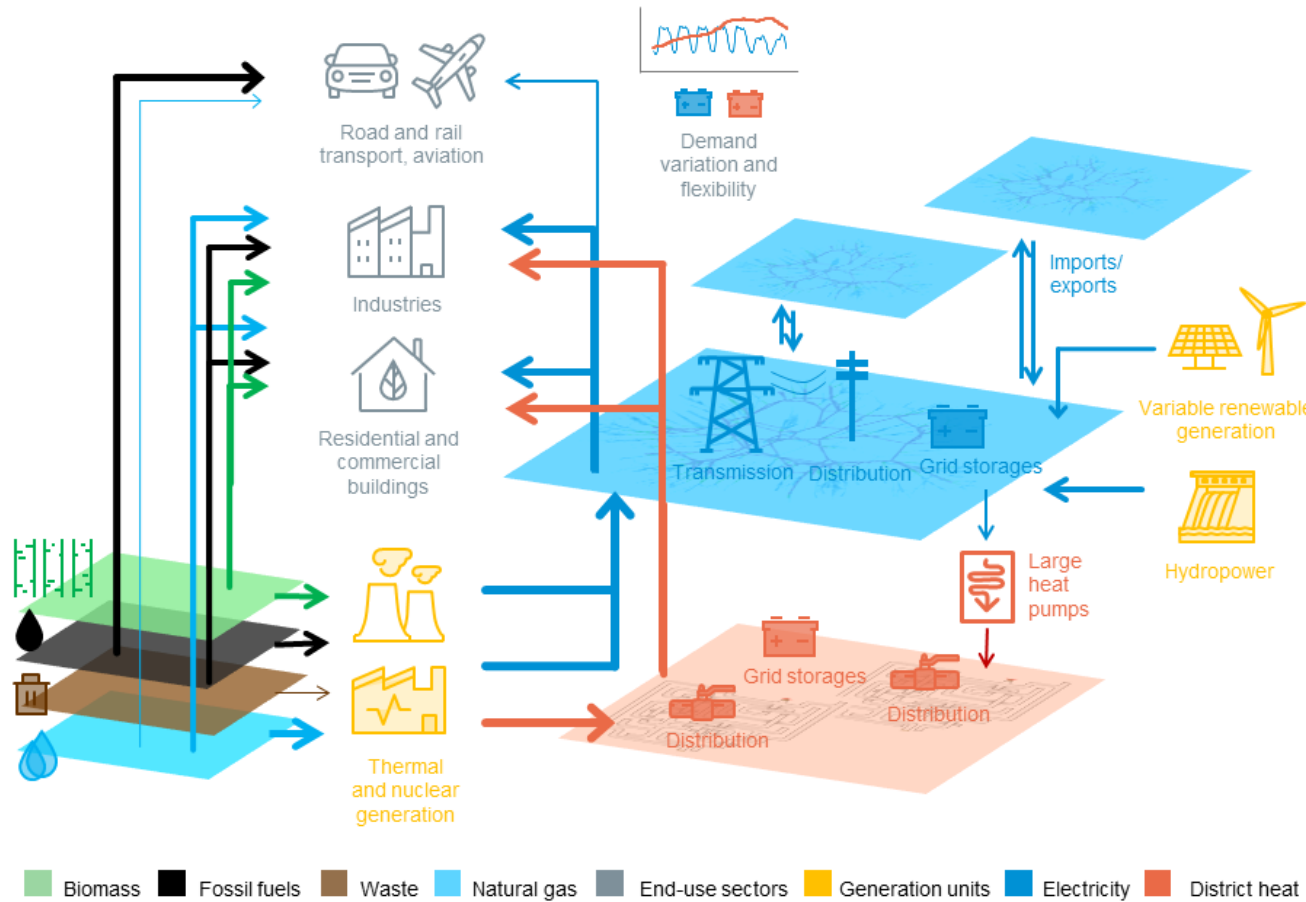 Road and rail
transport, aviation
Demand
variation and
flexibility
Imports/
exports
Industries
Variable renewable
generation
Residential and
commercial
buildings
Transmission
Distribution
Grid storages
Large
heat
pumps
Hydropower
Grid storages
Distribution
Distribution
Thermal
and nuclear
generation
Biomass
Fossil fuels
Waste
Natural gas
End-use sectors
Generation units
Electricity
District heat